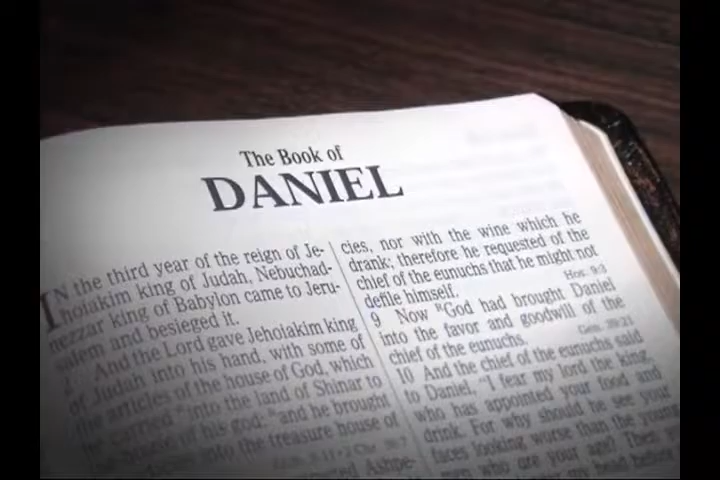 The Book of
DANIEL
IN the third year of the reign of Je-
hoiakim king of Judah, Nebuchad-
nezzar king of Babylon came to Jeru-
salem and besieged it.
And the Lord gave Jehoiakim king
of Judah into his hand, with some of
the articles of the house of God, which
he carried into the land of Shinar to
house of his god; and he brought
into the treasure house of
cies, nor with the wine which he
drank; therefore he requested of the
chief of the eunuchs that he might not
defile himself.
Hos. 9:3
9 Now God had brought Daniel
into the favor and goodwill of the
chief of the eunuchs.
Gen. 39:21
10 And the chief of the eunuchs said
to Daniel, "I fear my lord the king,
who has appointed your food and
drink. For why should he see your
faces looking worse than the young
men who are your age? Then